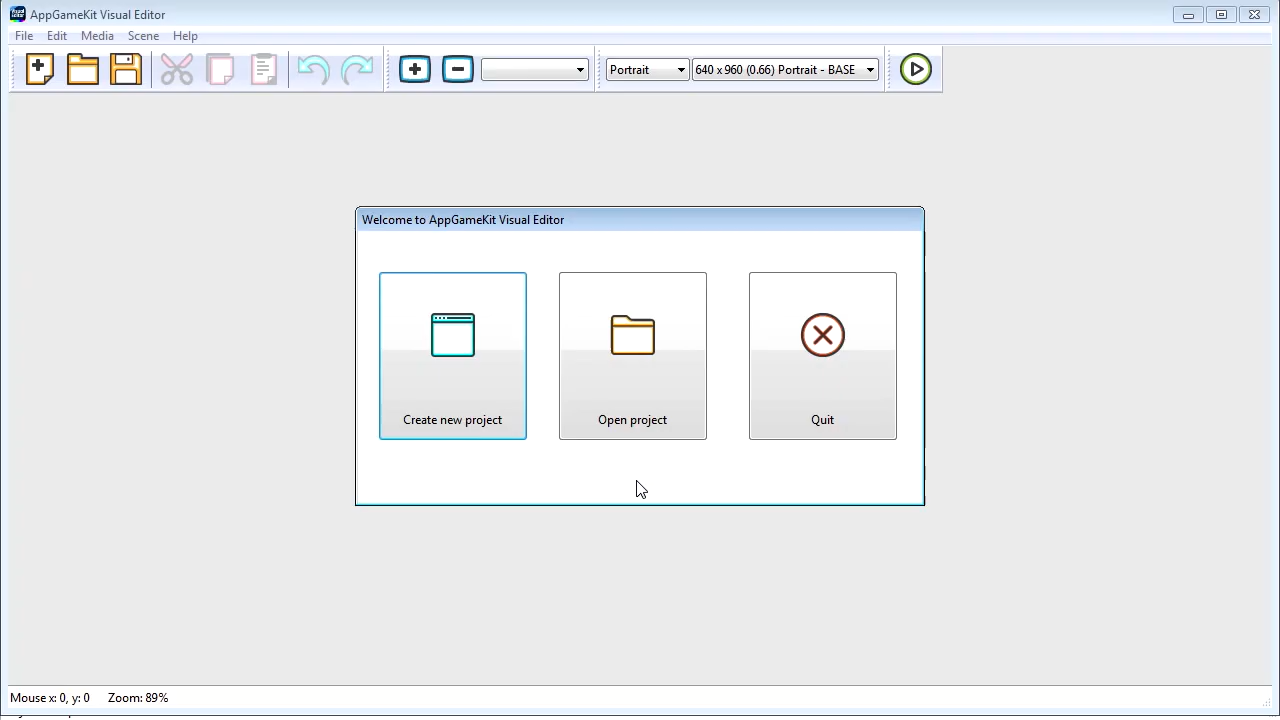 AppGameKit Visual Editor
File Edit Media Scene Help
Portrait 640 x 960 (0.66) Portrait - BASE
Welcome to AppGameKit Visual Editor
Create new project Open project Quit
Mouse x: 0, y: 0 Zoom: 89%